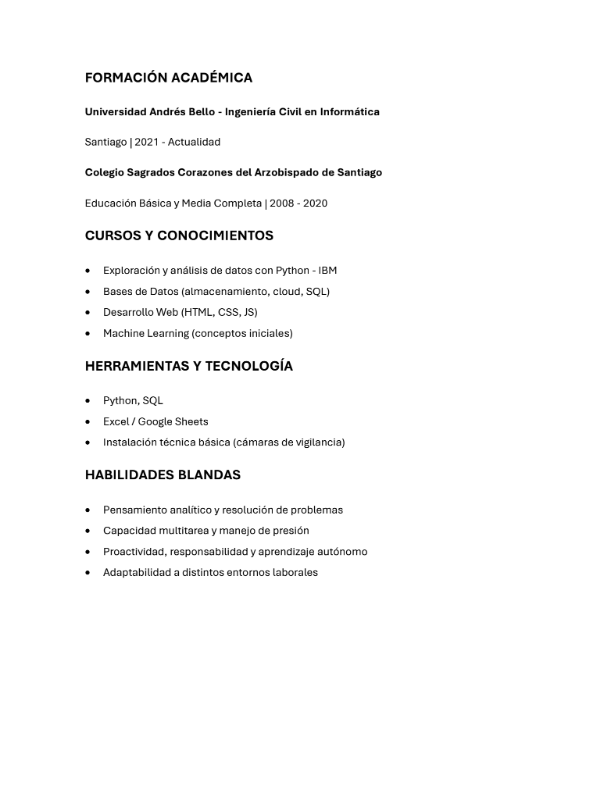 FORMACIÓN ACADÉMICA
Universidad Andrés Bello - Ingeniería Civil en Informática
Santiago | 2021 - Actualidad
Colegio Sagrados Corazones del Arzobispado de Santiago
Educación Básica y Media Completa | 2008 - 2020
CURSOS Y CONOCIMIENTOS
• Exploración y análisis de datos con Python - IBM
• Bases de Datos (almacenamiento, cloud, SQL)
• Desarrollo Web (HTML, CSS, JS)
• Machine Learning (conceptos iniciales)
HERRAMIENTAS Y TECNOLOGÍA
• Python, SQL
• Excel / Google Sheets
• Instalación técnica básica (cámaras de vigilancia)
HABILIDADES BLANDAS
• Pensamiento analítico y resolución de problemas
• Capacidad multitarea y manejo de presión
• Proactividad, responsabilidad y aprendizaje autónomo
• Adaptabilidad a distintos entornos laborales